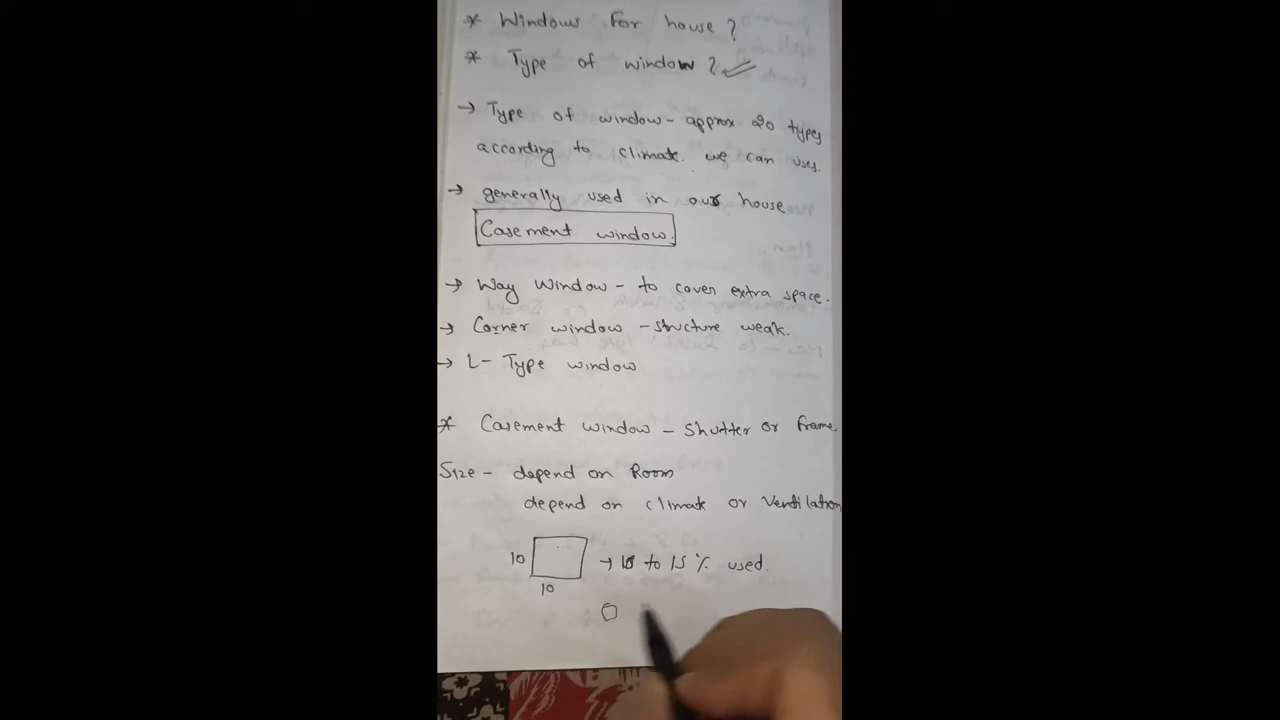 * Windows for house ?
* Type of window ?
→ Type of window - approx 20 types
according to climate. we can uses.
→ generally used in our house
Casement window.
→ Way Window - to cover extra space.
→ Corner window - structure weak.
→ L- Type window
* Casement window - Shutter or frame
Size - depend on Room
depend on climate or Ventilation
10 → 10 to 15 % used.
10